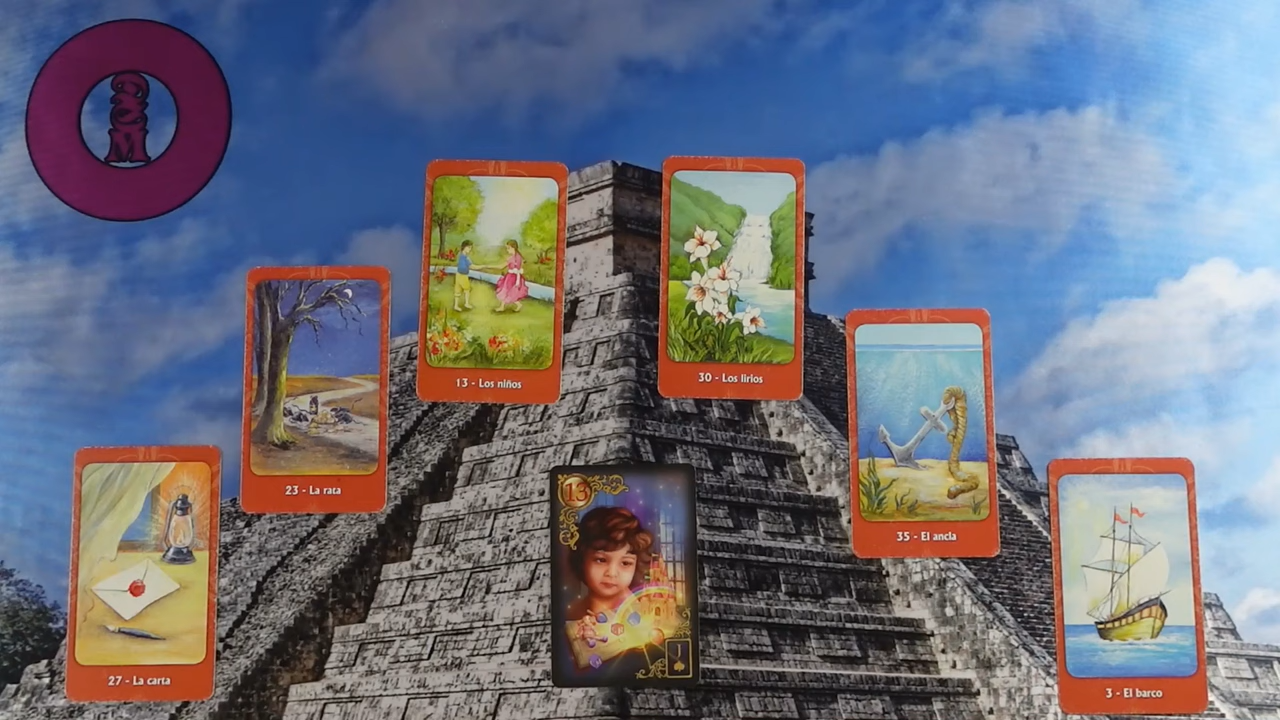 27 - La carta
23 - La rata
13 - Los niños
30 - Los lirios
35 - El ancla
3 - El barco
13
J